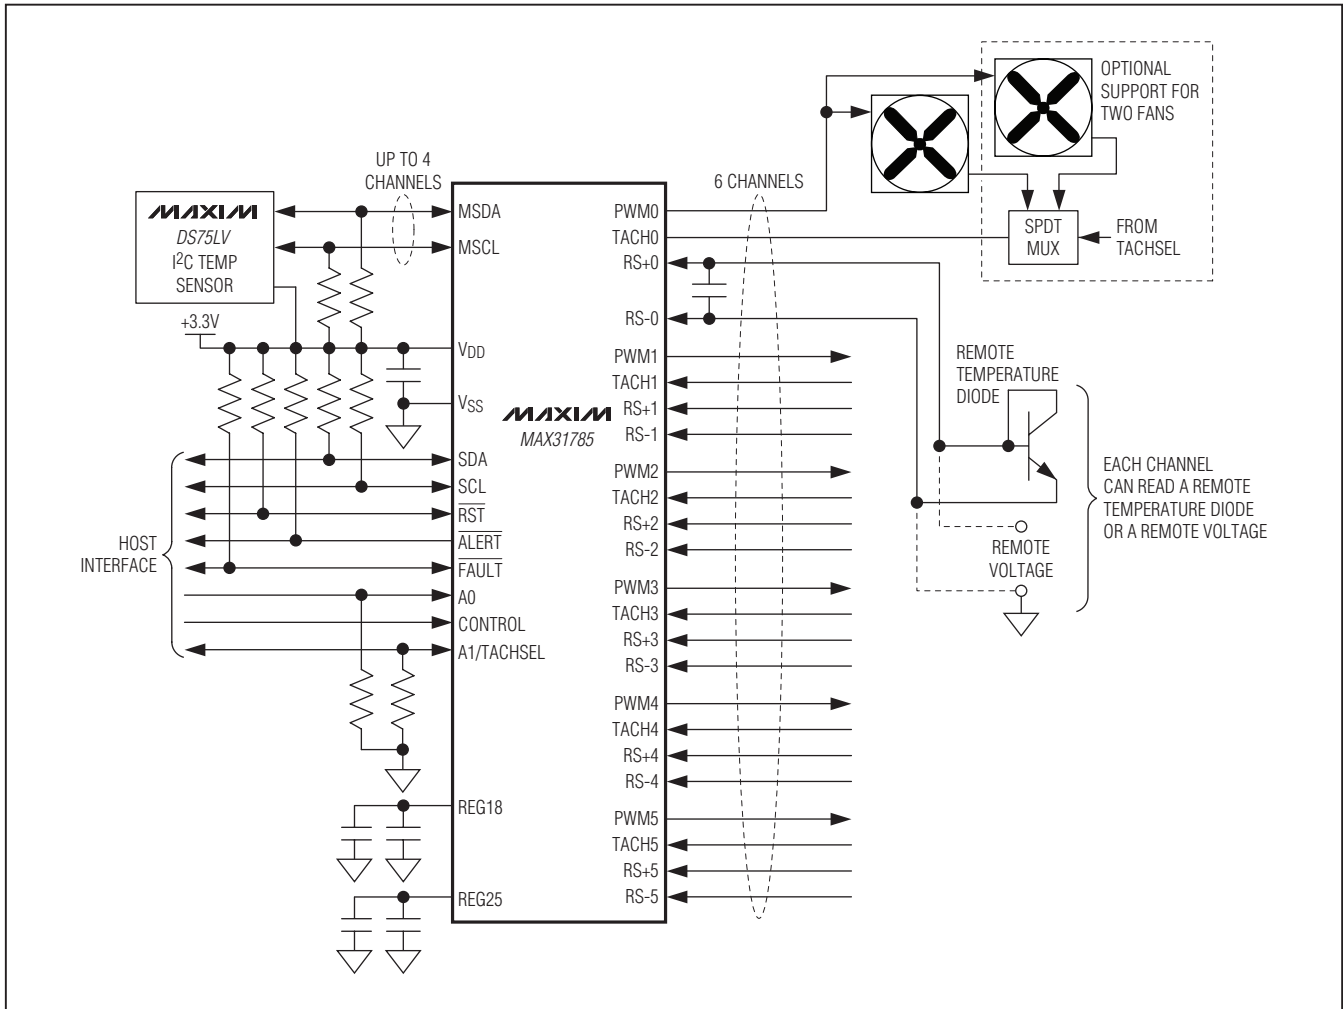 OPTIONAL
SUPPORT FOR
TWO FANS
UP TO 4
CHANNELS
6 CHANNELS
MAXIM
DS75LV
I²C TEMP
SENSOR
+3.3V
MSDA
MSCL
VDD
VSS
SDA
SCL
RST
ALERT
FAULT
A0
CONTROL
A1/TACHSEL
REG18
REG25
HOST
INTERFACE
MAXIM
MAX31785
PWM0
TACH0
RS+0
RS-0
PWM1
TACH1
RS+1
RS-1
PWM2
TACH2
RS+2
RS-2
PWM3
TACH3
RS+3
RS-3
PWM4
TACH4
RS+4
RS-4
PWM5
TACH5
RS+5
RS-5
SPDT
MUX
FROM
TACHSEL
REMOTE
TEMPERATURE
DIODE
REMOTE
VOLTAGE
EACH CHANNEL
CAN READ A REMOTE
TEMPERATURE DIODE
OR A REMOTE VOLTAGE